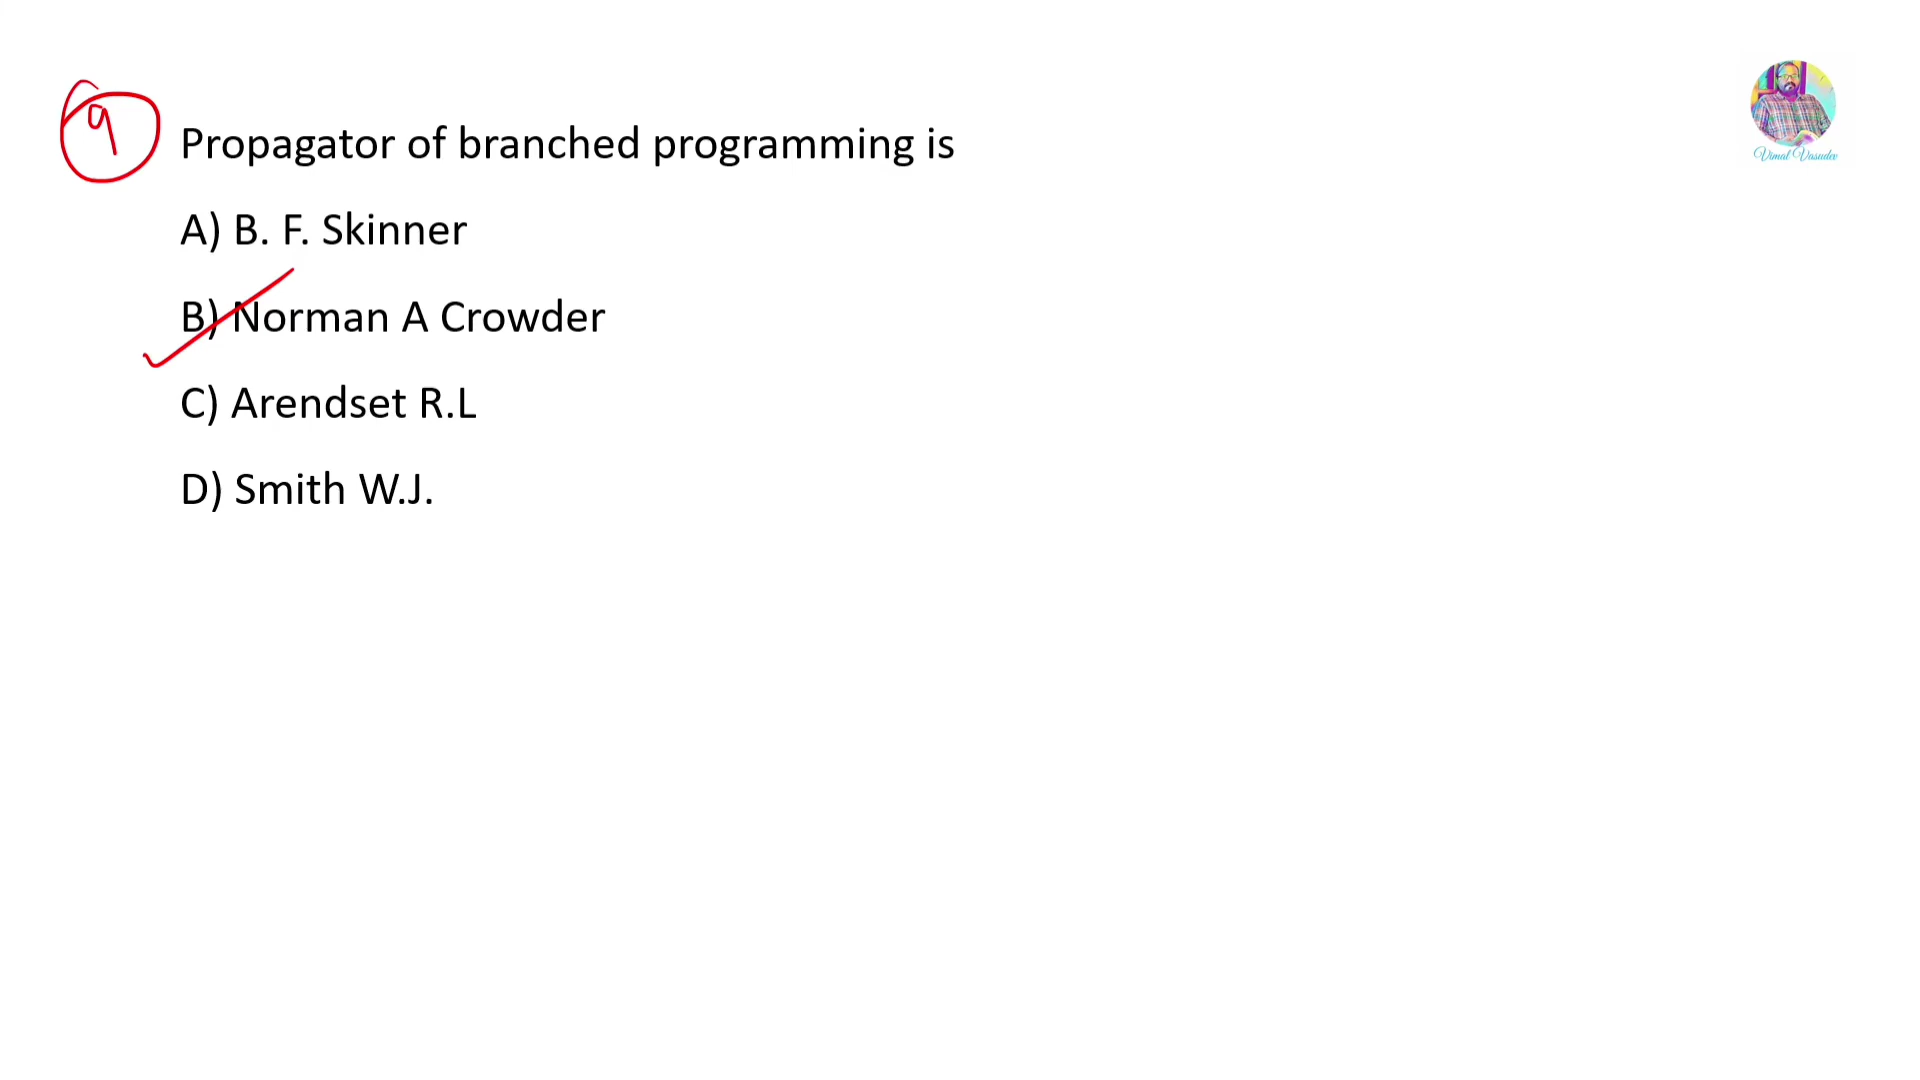 9
Propagator of branched programming is
A) B. F. Skinner
B) Norman A Crowder
C) Arendset R.L
D) Smith W.J.
Vimal Vasudev